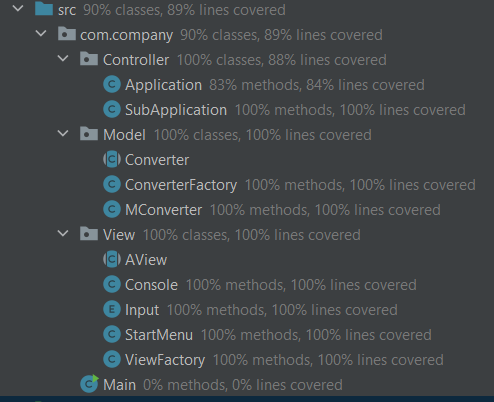 src 90% classes, 89% lines covered
com.company 90% classes, 89% lines covered
Controller 100% classes, 88% lines covered
C Application 83% methods, 84% lines covered
C SubApplication 100% methods, 100% lines covered
Model 100% classes, 100% lines covered
C Converter
C ConverterFactory 100% methods, 100% lines covered
C MConverter 100% methods, 100% lines covered
View 100% classes, 100% lines covered
C AView
C Console 100% methods, 100% lines covered
E Input 100% methods, 100% lines covered
C StartMenu 100% methods, 100% lines covered
C ViewFactory 100% methods, 100% lines covered
C Main 0% methods, 0% lines covered